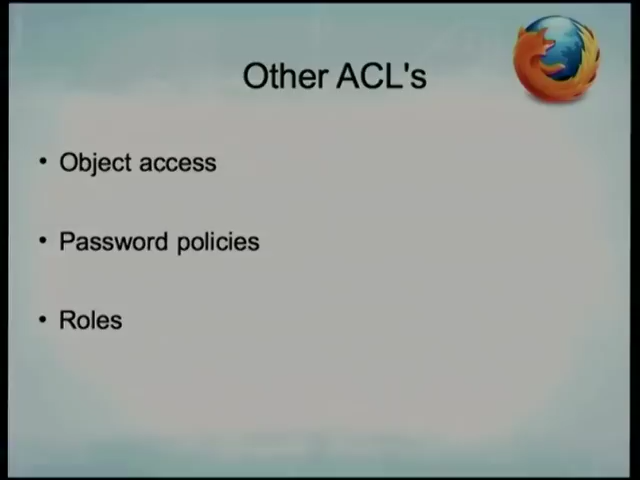 Other ACL's
• Object access
• Password policies
• Roles